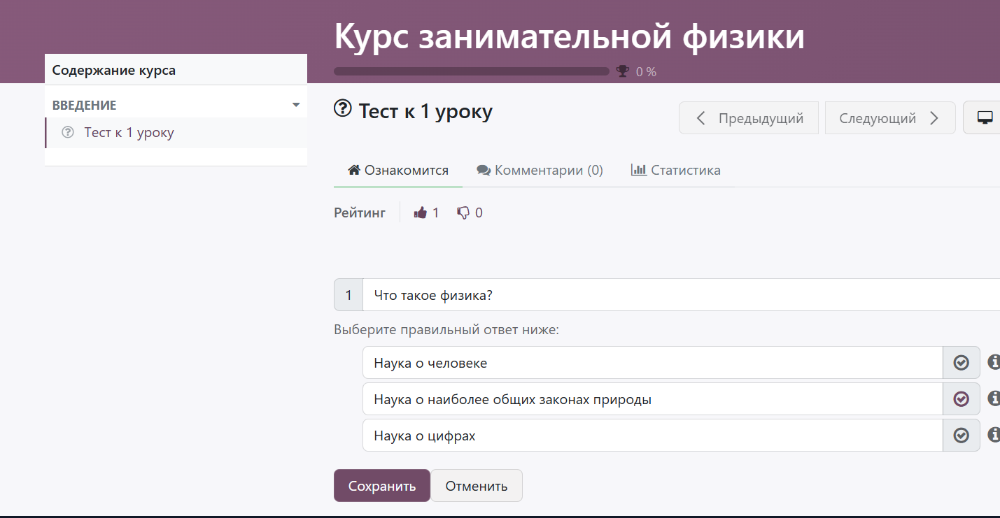 Курс занимательной физики
0 %
Содержание курса
ВВЕДЕНИЕ
Тест к 1 уроку
Тест к 1 уроку
Предыдущий
Следующий
Ознакомится
Комментарии (0)
Статистика
Рейтинг 1 0
1 Что такое физика?
Выберите правильный ответ ниже:
Наука о человеке
Наука о наиболее общих законах природы
Наука о цифрах
Сохранить
Отменить